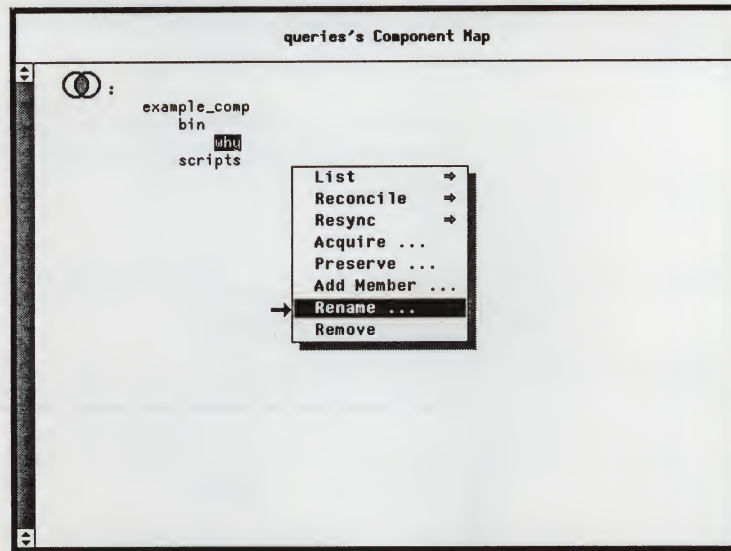 queries's Component Map
:
example_comp
bin
why
scripts
List ⇒
Reconcile ⇒
Resync ⇒
Acquire ...
Preserve ...
Add Member ...
Rename ...
Remove